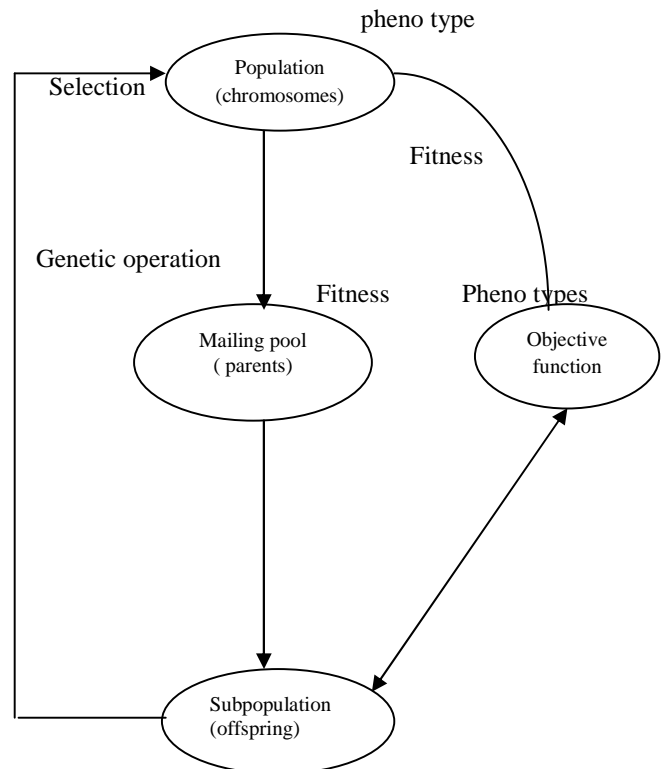 pheno type
Population
(chromosomes)
Selection
Fitness
Genetic operation
Fitness
Pheno types
Mailing pool
( parents)
Objective
function
Subpopulation
(offspring)